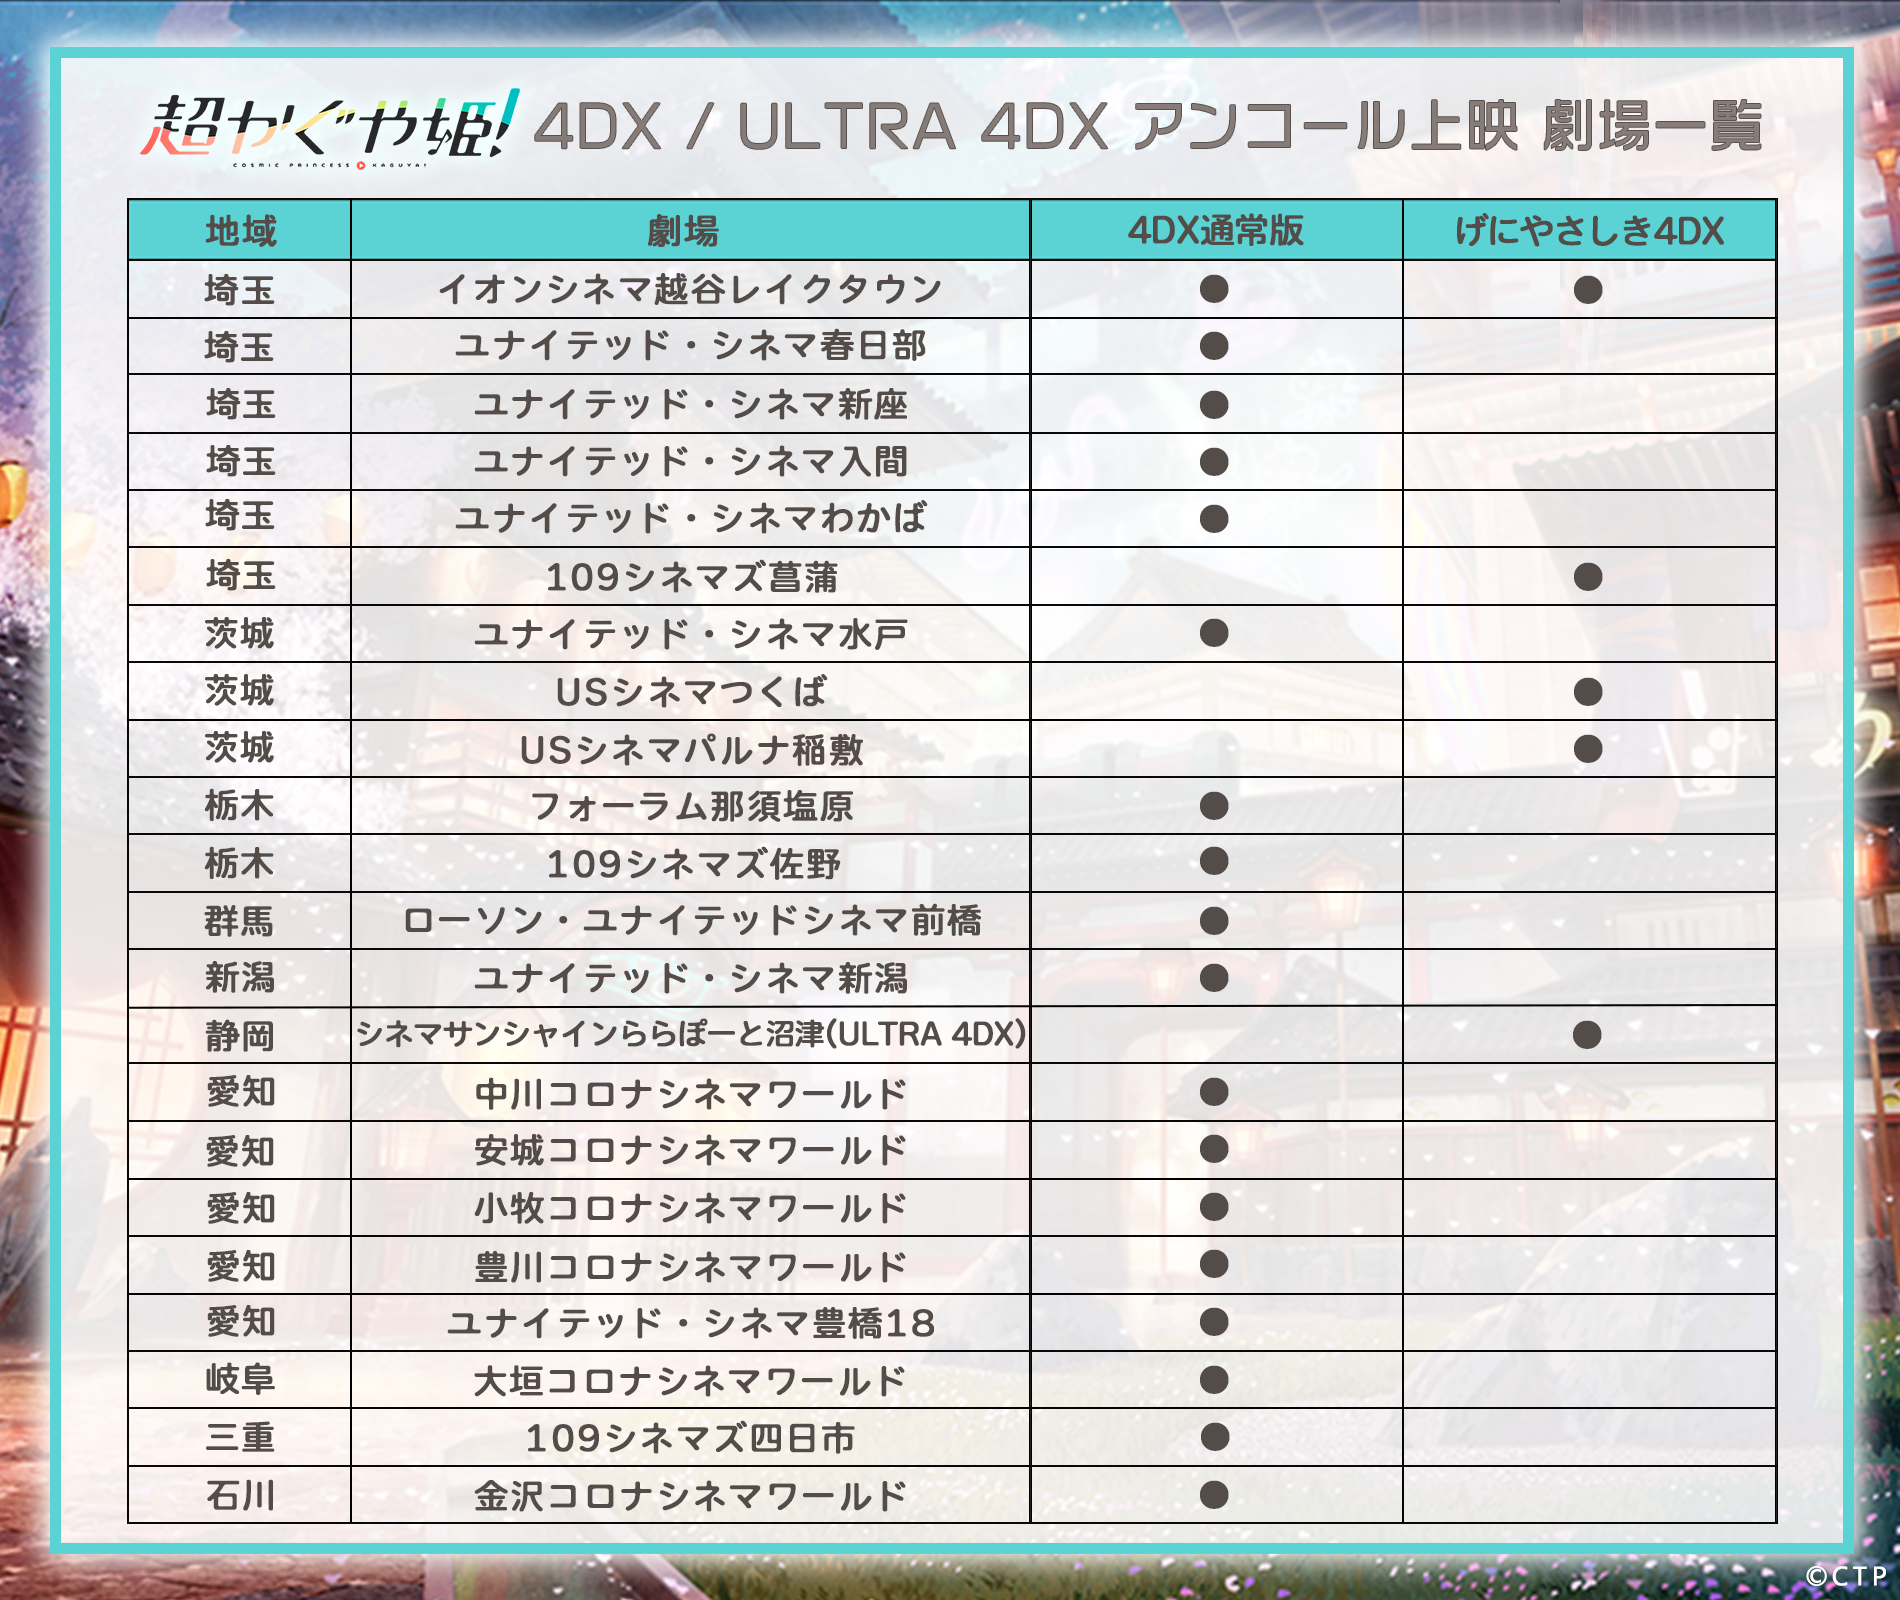 超かぐや姫! 4DX / ULTRA 4DX アンコール上映 劇場一覧
COSMIC PRINCESS KAGUYA!
地域 劇場 4DX通常版 げにやさしき4DX
埼玉 イオンシネマ越谷レイクタウン ● ●
埼玉 ユナイテッド・シネマ春日部 ●
埼玉 ユナイテッド・シネマ新座 ●
埼玉 ユナイテッド・シネマ入間 ●
埼玉 ユナイテッド・シネマわかば ●
埼玉 109シネマズ菖蒲 ●
茨城 ユナイテッド・シネマ水戸 ●
茨城 USシネマつくば ●
茨城 USシネマパルナ稲敷 ●
栃木 フォーラム那須塩原 ●
栃木 109シネマズ佐野 ●
群馬 ローソン・ユナイテッドシネマ前橋 ●
新潟 ユナイテッド・シネマ新潟 ●
静岡 シネマサンシャインららぽーと沼津(ULTRA 4DX) ●
愛知 中川コロナシネマワールド ●
愛知 安城コロナシネマワールド ●
愛知 小牧コロナシネマワールド ●
愛知 豊川コロナシネマワールド ●
愛知 ユナイテッド・シネマ豊橋18 ●
岐阜 大垣コロナシネマワールド ●
三重 109シネマズ四日市 ●
石川 金沢コロナシネマワールド ●
©CTP